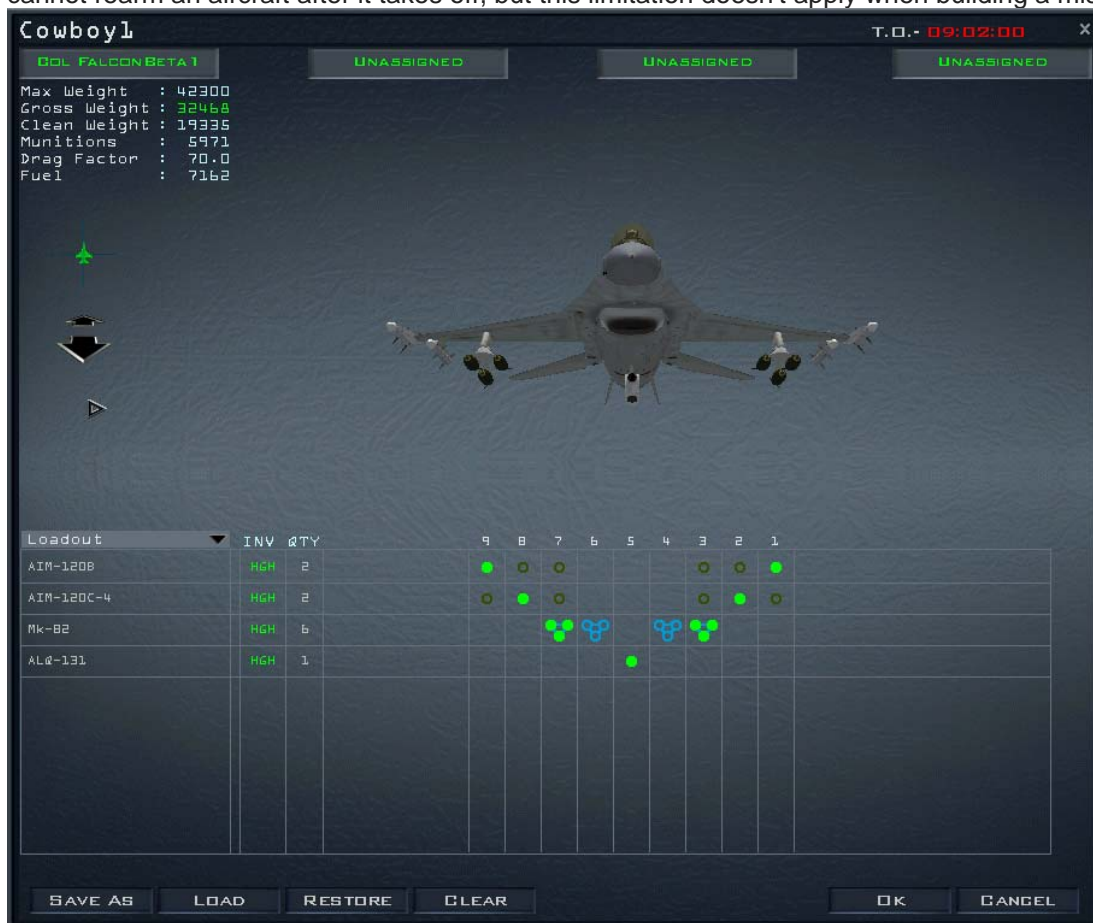 cannot rearm an aircraft after it takes off, but this limitation doesn't apply when building a mis
Cowboy1 T.O.- 09:02:00 x
Col FalconBeta1 Unassigned Unassigned Unassigned
Max Weight : 42300
Gross Weight : 32468
Clean Weight : 19335
Munitions : 5971
Drag Factor : 70.0
Fuel : 7162
Loadout INV QTY 9 8 7 6 5 4 3 2 1
AIM-120B HGH 2
AIM-120C-4 HGH 2
Mk-82 HGH 6
ALQ-131 HGH 1
Save As Load Restore Clear Ok Cancel